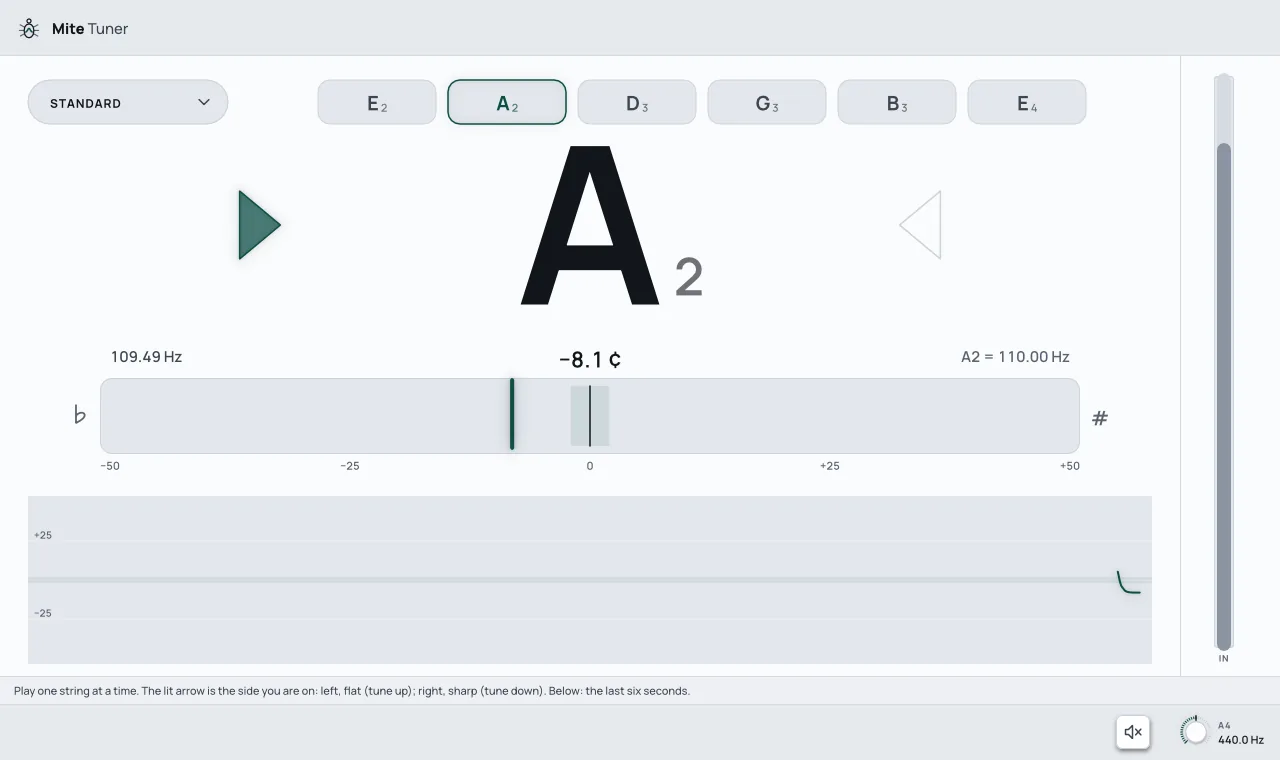 Mite Tuner
STANDARD
E2 A2 D3 G3 B3 E4
A2
109.49 Hz −8.1 ¢ A2 = 110.00 Hz
♭ #
−50 −25 0 +25 +50
+25
−25
IN
Play one string at a time. The lit arrow is the side you are on: left, flat (tune up); right, sharp (tune down). Below: the last six seconds.
A4
440.0 Hz